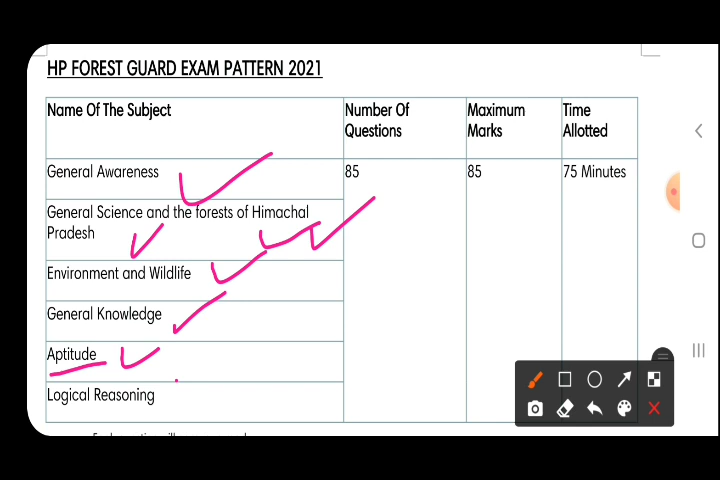 HP FOREST GUARD EXAM PATTERN 2021
Name Of The Subject
Number Of
Questions
Maximum
Marks
Time
Allotted
General Awareness
85
85
75 Minutes
General Science and the forests of Himachal
Pradesh
Environment and Wildlife
General Knowledge
Aptitude
Logical Reasoning